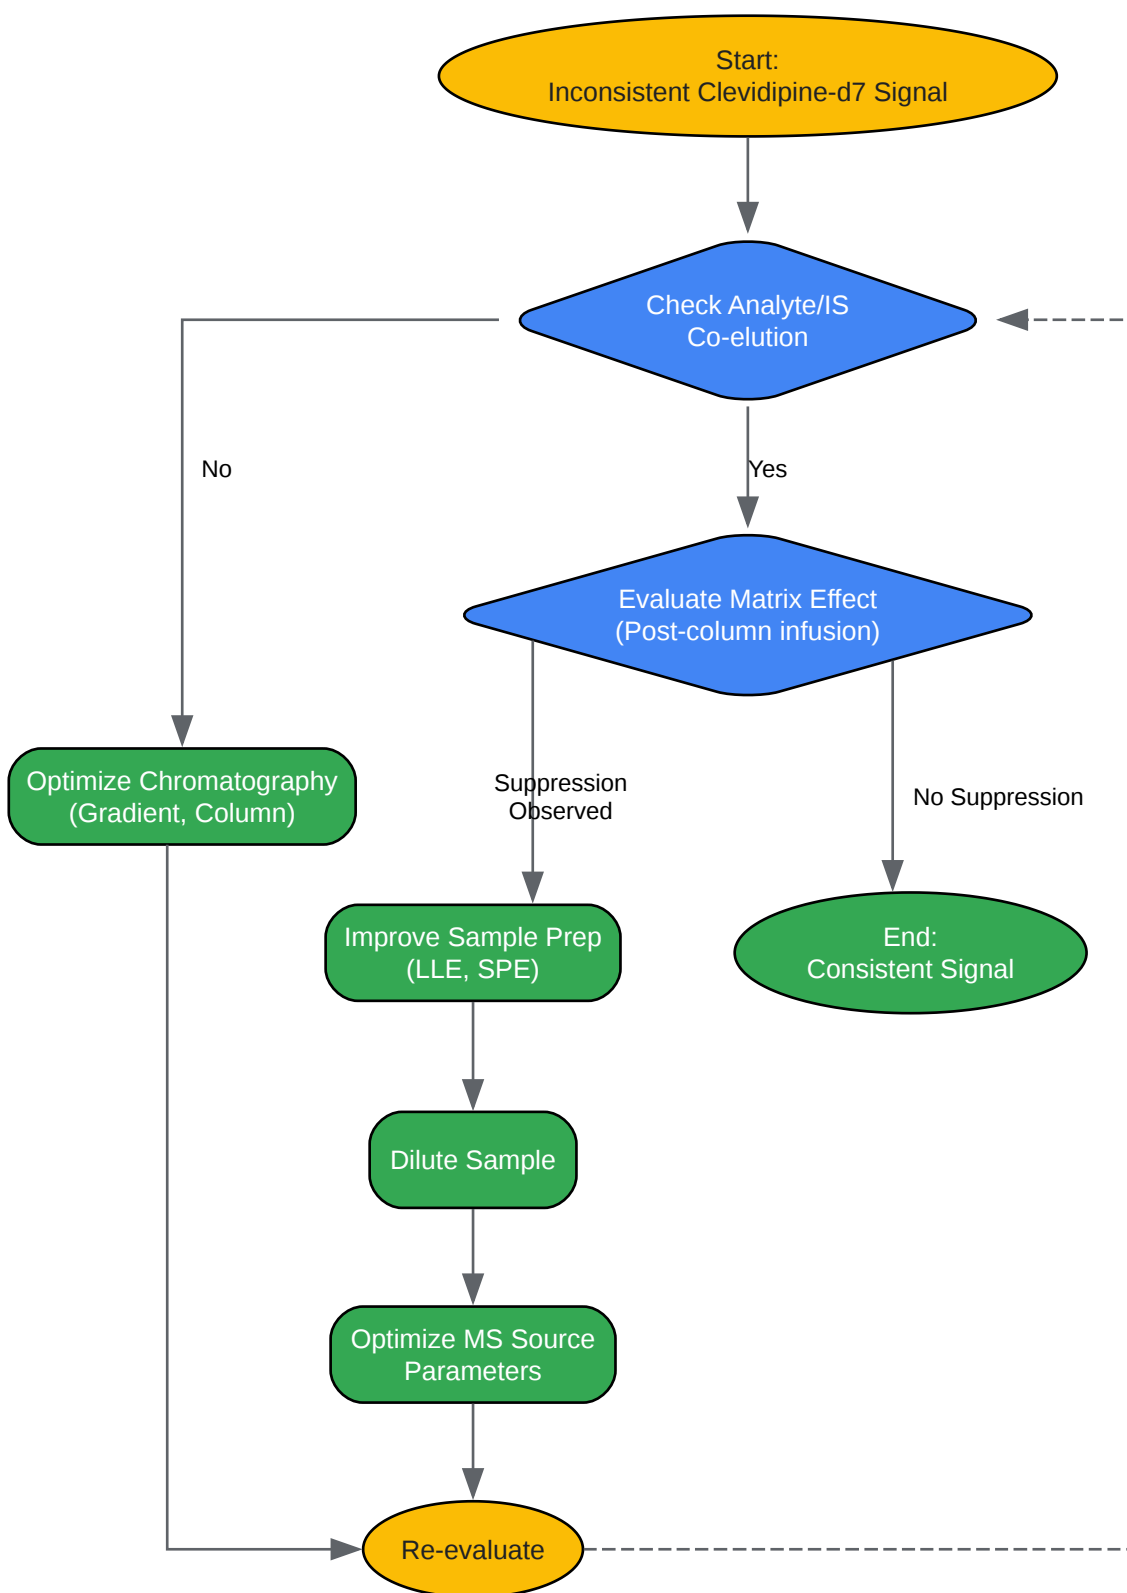 Start:
Inconsistent Clevidipine-d7 Signal
Check Analyte/IS
Co-elution
No
Yes
Evaluate Matrix Effect
(Post-column infusion)
Optimize Chromatography
(Gradient, Column)
Suppression
Observed
No Suppression
Improve Sample Prep
(LLE, SPE)
End:
Consistent Signal
Dilute Sample
Optimize MS Source
Parameters
Re-evaluate